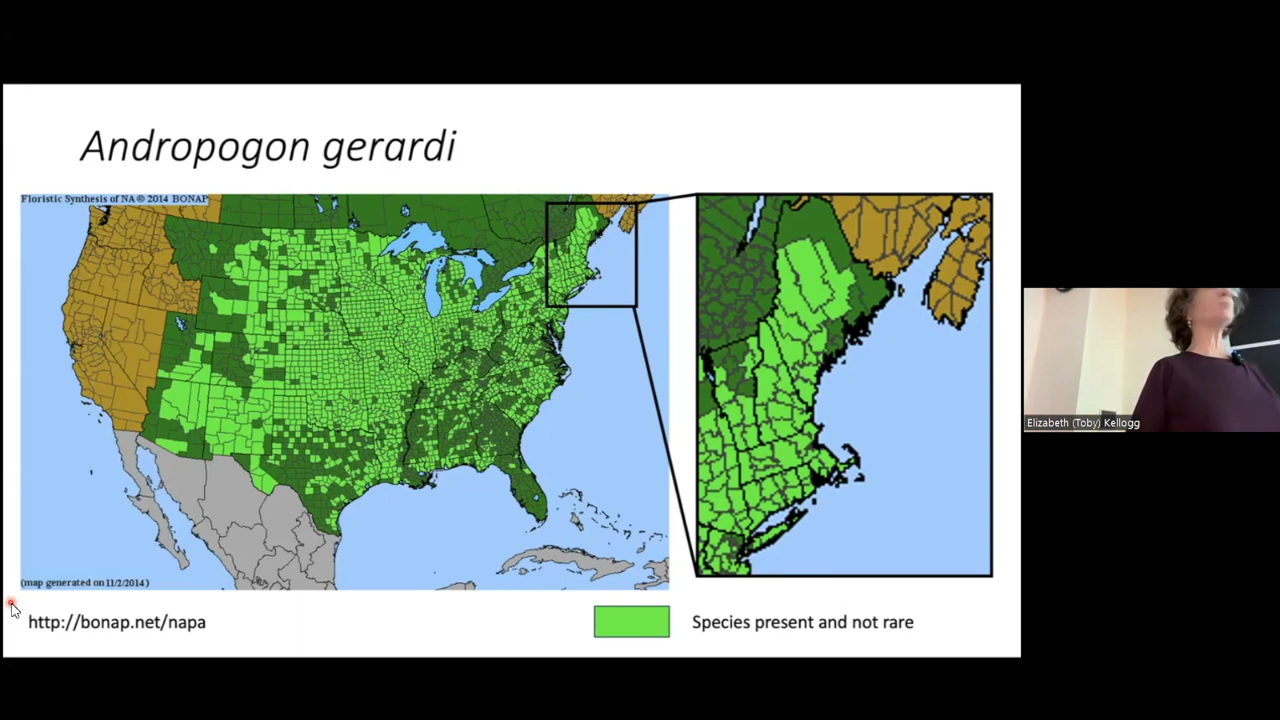 Andropogon gerardi
Floristic Synthesis of NA © 2014 BONAP
(map generated on 11/2/2014)
http://bonap.net/napa
Species present and not rare
Elizabeth (Toby) Kellogg